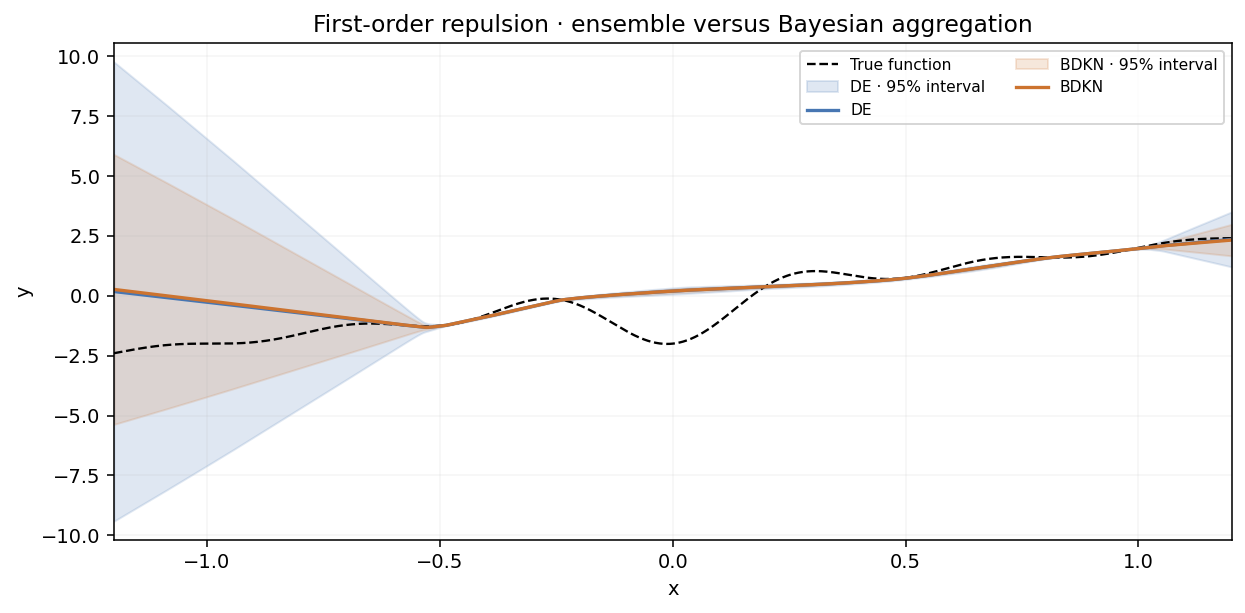 First-order repulsion · ensemble versus Bayesian aggregation
True function
DE · 95% interval
DE
BDKN · 95% interval
BDKN
10.0
7.5
5.0
2.5
0.0
−2.5
−5.0
−7.5
−10.0
y
−1.0
−0.5
0.0
0.5
1.0
x